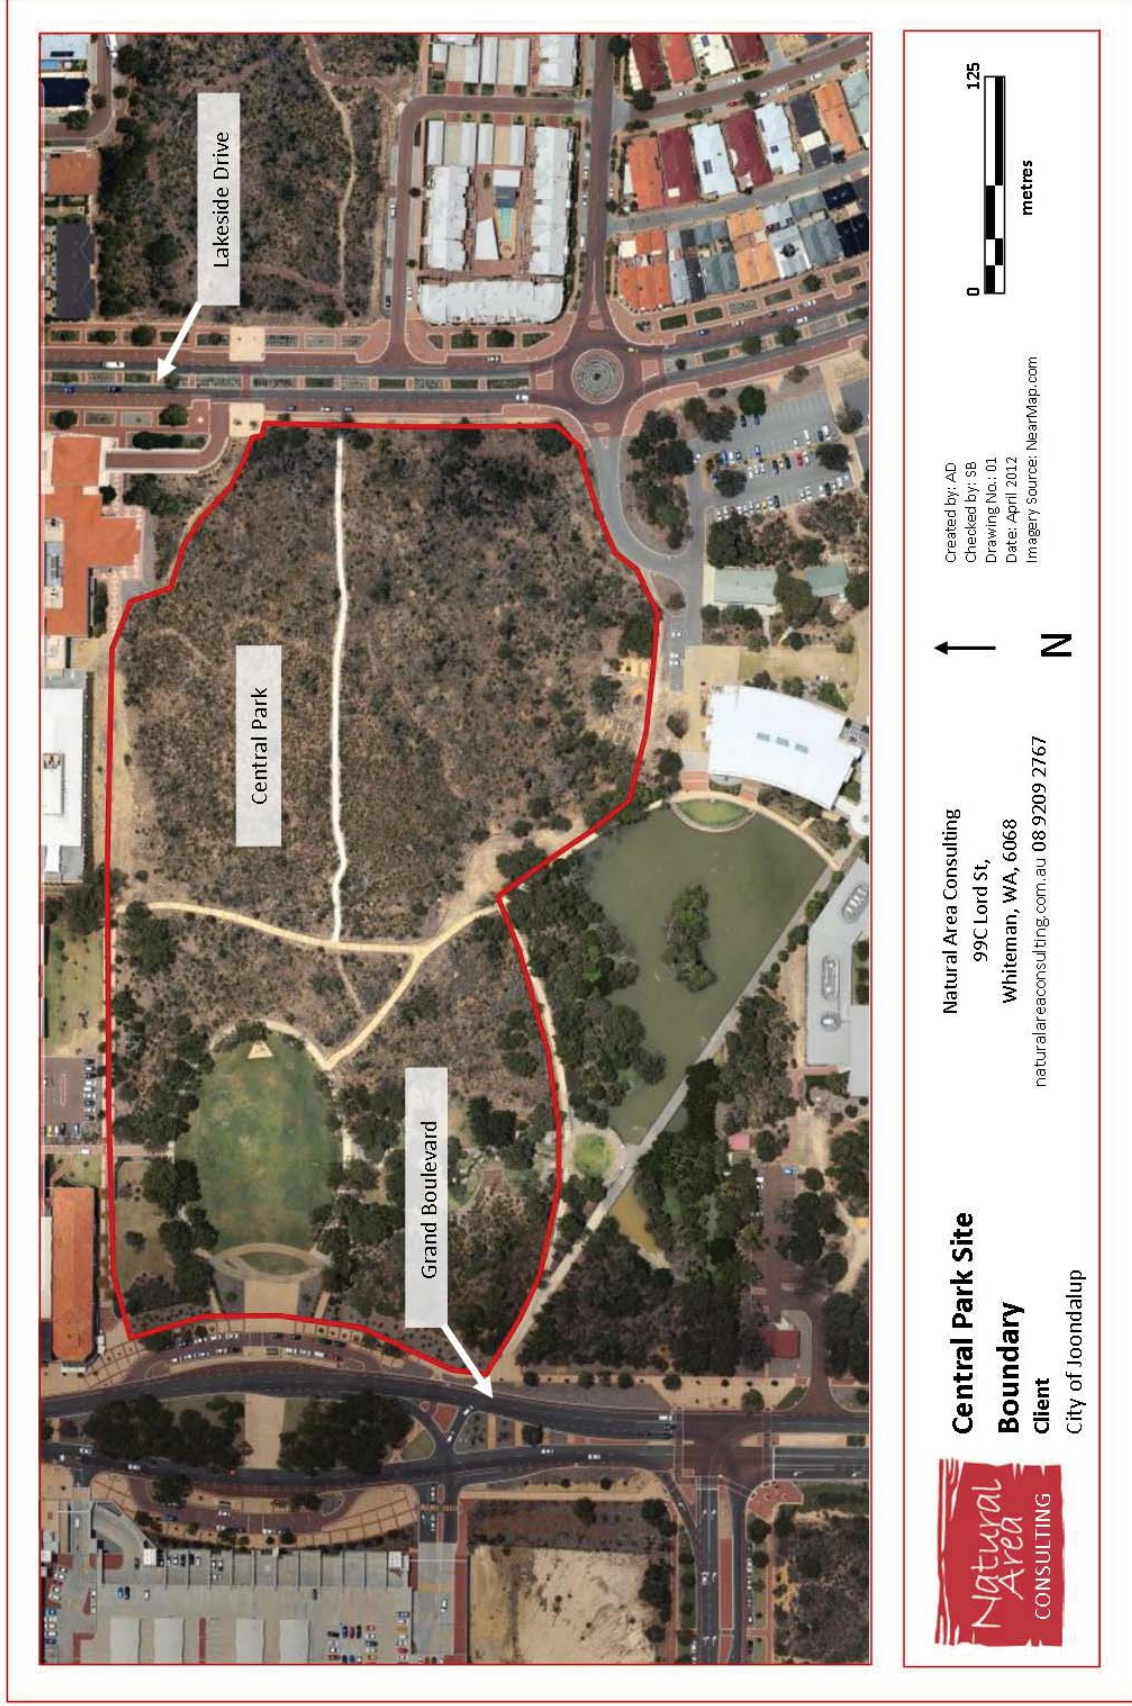 Lakeside Drive
Central Park
Grand Boulevard
Natural
Area
CONSULTING
Central Park Site
Boundary
Client
City of Joondalup
Natural Area Consulting
99C Lord St,
Whiteman, WA, 6068
naturalareaconsulting.com.au 08 9209 2767
N
Created by: AD
Checked by: SB
Drawing No.: 01
Date: April 2012
Imagery Source: NearMap.com
0 125
metres